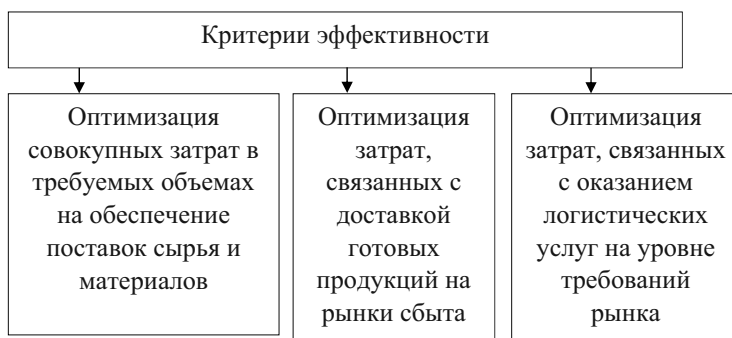 Критерии эффективности
Оптимизация
совокупных затрат в
требуемых объемах
на обеспечение
поставок сырья и
материалов
Оптимизация
затрат,
связанных с
доставкой
готовых
продукций на
рынки сбыта
Оптимизация
затрат, связанных
с оказанием
логистических
услуг на уровне
требований
рынка